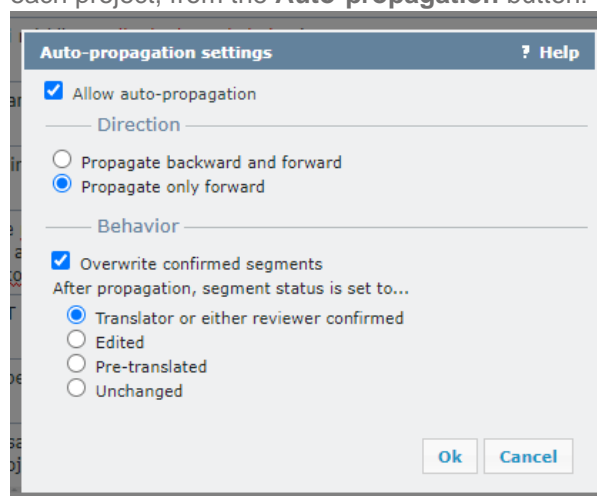 each project, from the Auto-propagation button.
Auto-propagation settings ? Help
Allow auto-propagation
Direction
Propagate backward and forward
Propagate only forward
Behavior
Overwrite confirmed segments
After propagation, segment status is set to...
Translator or either reviewer confirmed
Edited
Pre-translated
Unchanged
Ok Cancel